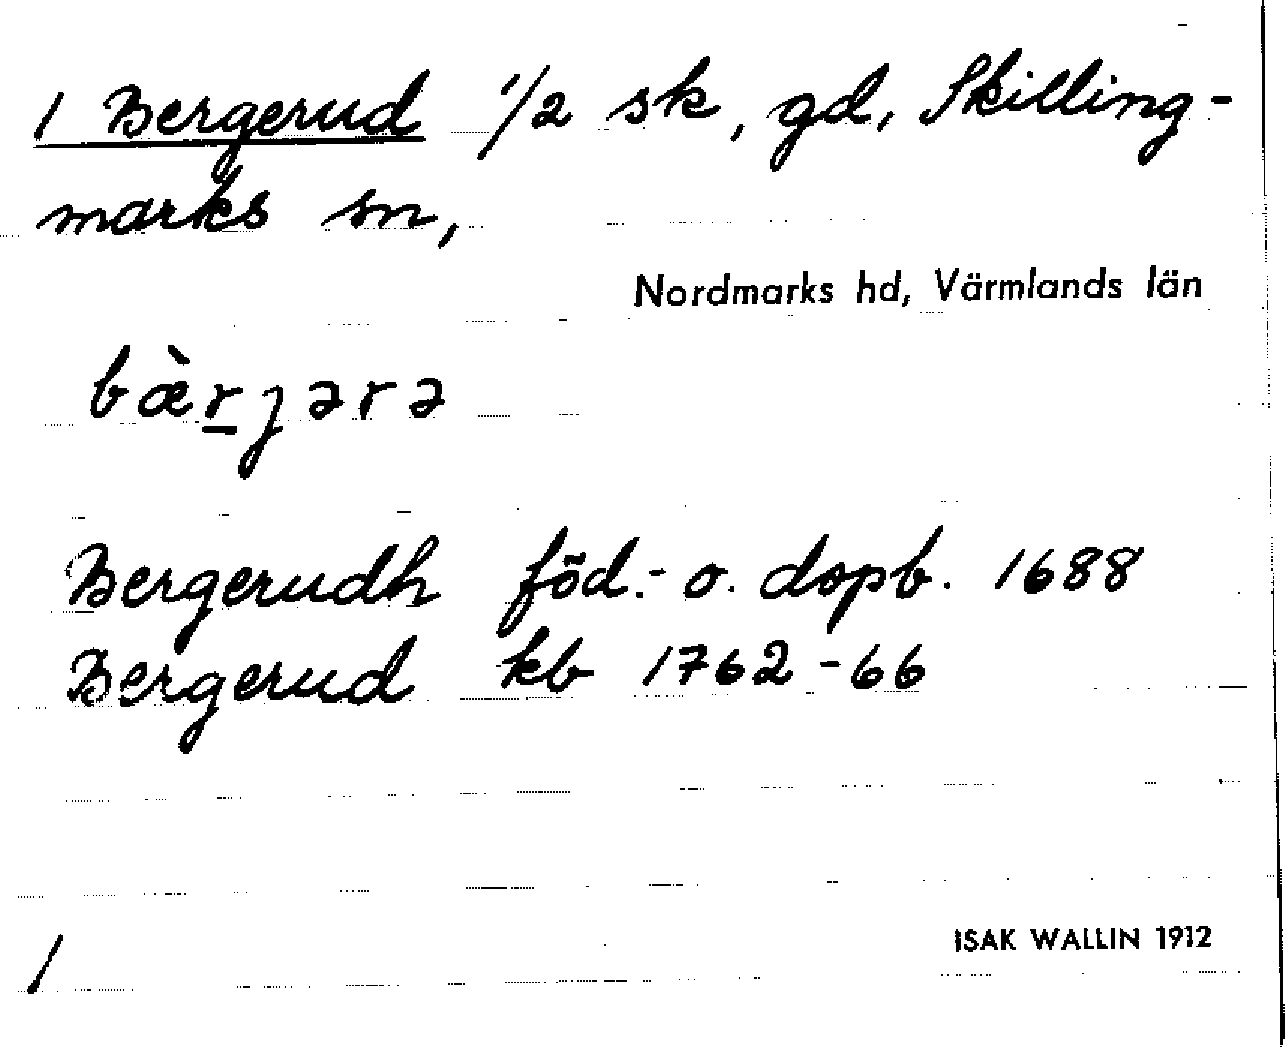 1 Bergerud 1/2 sk, gd, Skilling-
marks sn,
Nordmarks hd, Värmlands län
bæ̀r̲jərə
Bergerudh föd.- o. dopb. 1688
Bergerud kb 1762-66
1
ISAK WALLIN 1912